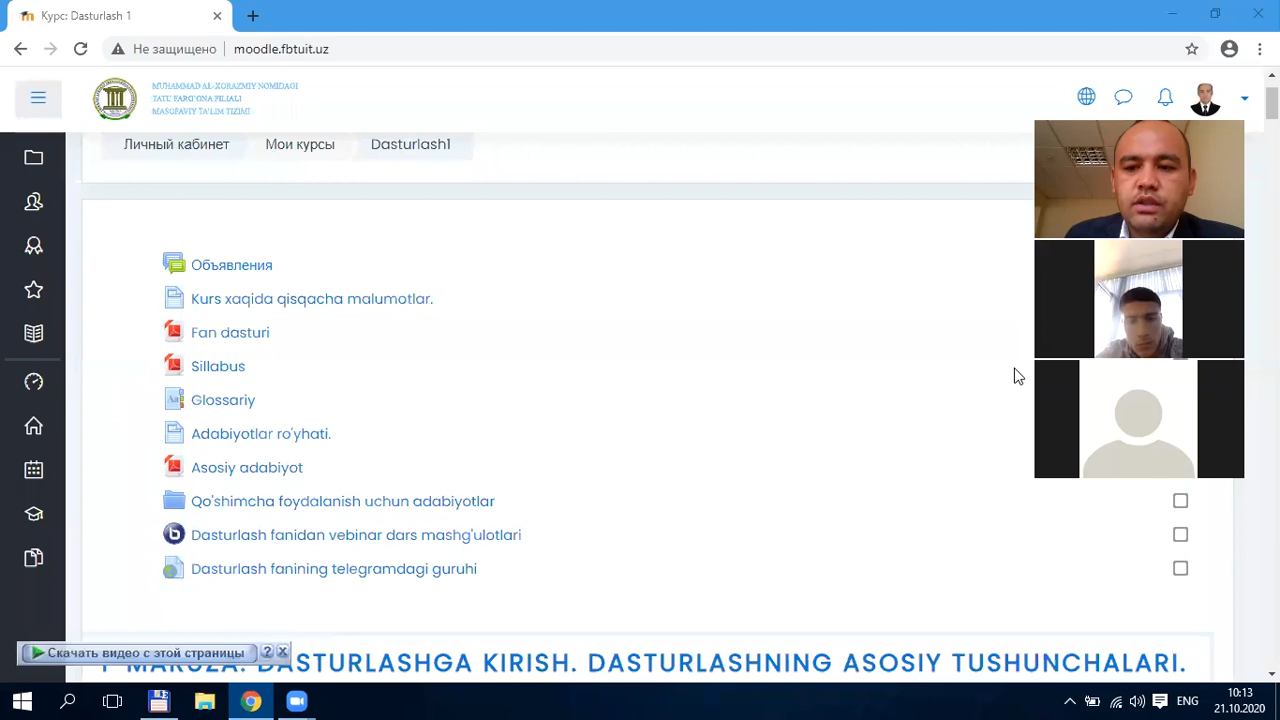 Курс: Dasturlash 1
Не защищено
moodle.fbtuit.uz
MUHAMMAD AL-XORAZMIY NOMIDAGI
TATU FARG'ONA FILIALI
MASOFAVIY TA'LIM TIZIMI
Личный кабинет
Мои курсы
Dasturlash1
Объявления
Kurs xaqida qisqacha malumotlar.
Fan dasturi
Sillabus
Aa Glossariy
Adabiyotlar ro'yhati.
Asosiy adabiyot
Qo'shimcha foydalanish uchun adabiyotlar
b Dasturlash fanidan vebinar dars mashg'ulotlari
Dasturlash fanining telegramdagi guruhi
Скачать видео с этой страницы ?
DASTURLASHGA KIRISH. DASTURLASHNING ASOSIY TUSHUNCHALARI.
ENG
10:13
21.10.2020